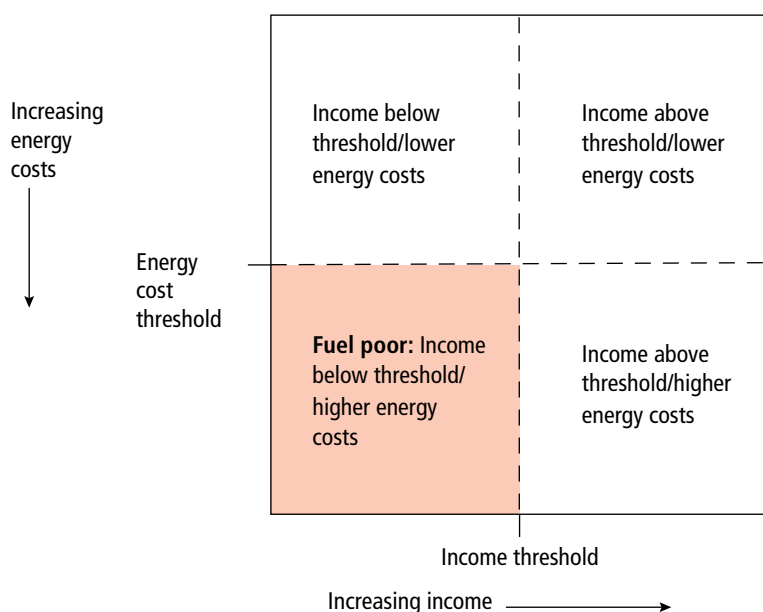 Increasing
energy
costs
Income below
threshold/lower
energy costs
Income above
threshold/lower
energy costs
Energy
cost
threshold
Fuel poor: Income
below threshold/
higher energy
costs
Income above
threshold/higher
energy costs
Income threshold
Increasing income